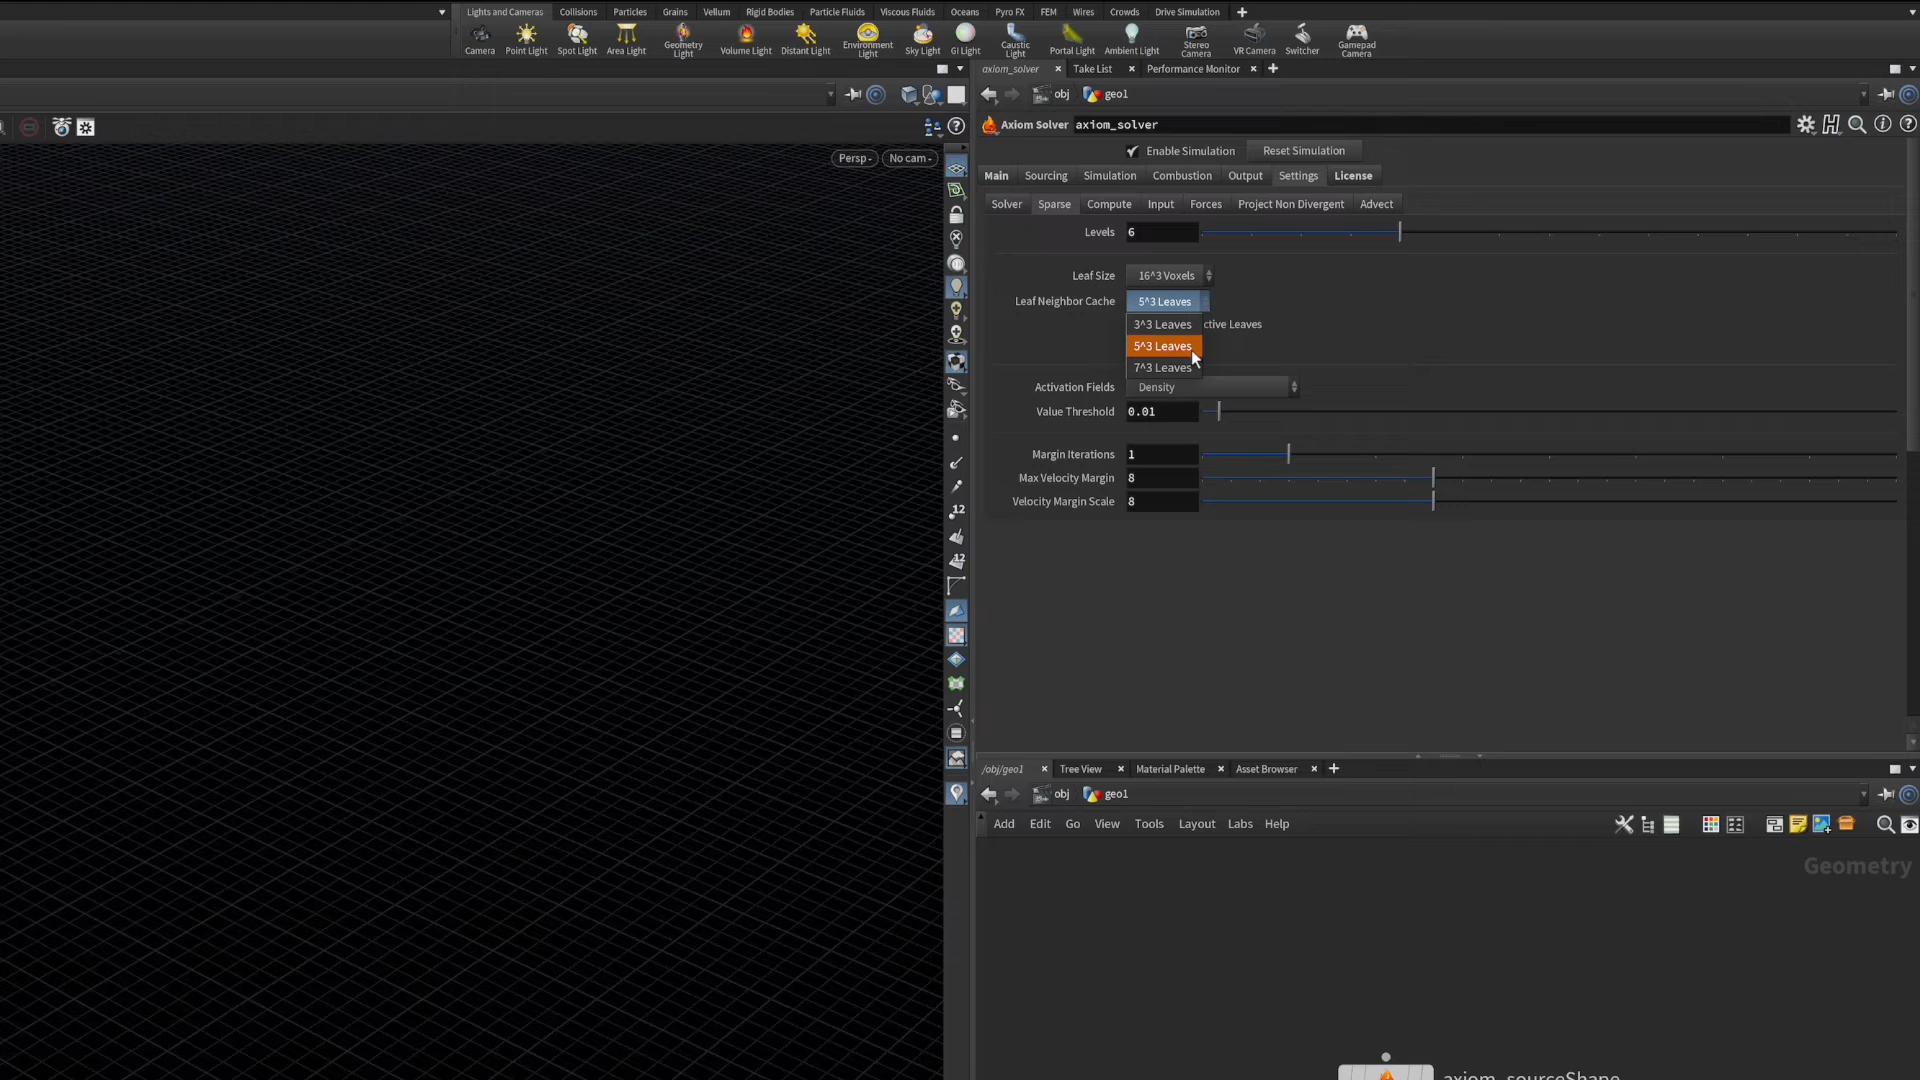 Lights and Cameras Collisions Particles Grains Vellum Rigid Bodies Particle Fluids Viscous Fluids Oceans Pyro FX FEM Wires Crowds Drive Simulation
Camera Point Light Spot Light Area Light Geometry Light Volume Light Distant Light Environment Light Sky Light GI Light Caustic Light Portal Light Ambient Light Stereo Camera VR Camera Switcher Gamepad Camera
axiom_solver Take List Performance Monitor
obj geo1
Axiom Solver axiom_solver
Enable Simulation Reset Simulation
Persp No cam
Main Sourcing Simulation Combustion Output Settings License
Solver Sparse Compute Input Forces Project Non Divergent Advect
Levels 6
Leaf Size 16^3 Voxels
Leaf Neighbor Cache 5^3 Leaves
3^3 Leaves ctive Leaves
5^3 Leaves
7^3 Leaves
Activation Fields Density
Value Threshold 0.01
Margin Iterations 1
Max Velocity Margin 8
Velocity Margin Scale 8
12
12
/obj/geo1 Tree View Material Palette Asset Browser
obj geo1
Add Edit Go View Tools Layout Labs Help
Geometry
axiom_sourceShape